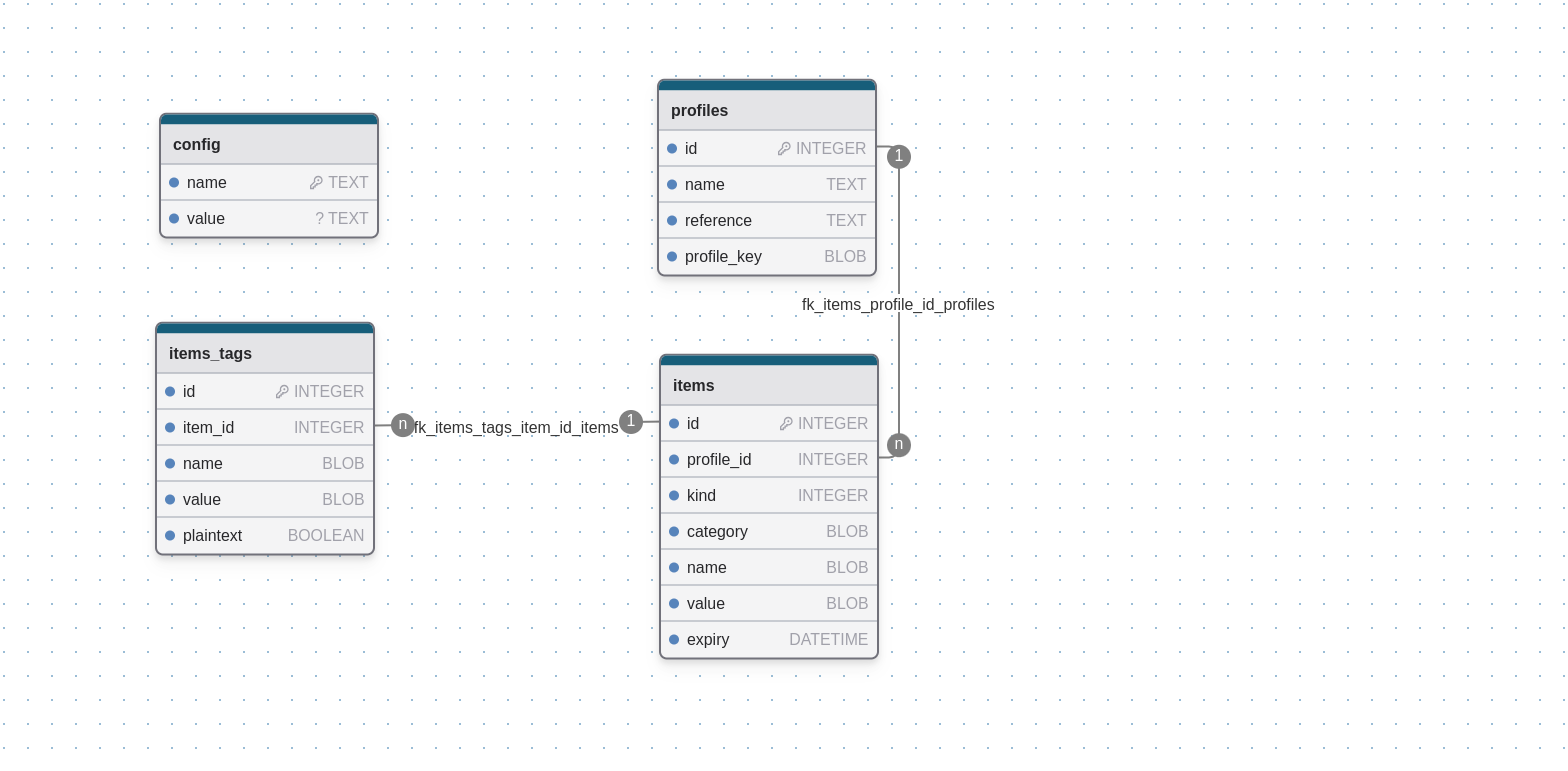 config
name TEXT
value ? TEXT
profiles
id INTEGER
name TEXT
reference TEXT
profile_key BLOB
1
fk_items_profile_id_profiles
n
items_tags
id INTEGER
item_id INTEGER
name BLOB
value BLOB
plaintext BOOLEAN
n fk_items_tags_item_id_items 1
items
id INTEGER
profile_id INTEGER
kind INTEGER
category BLOB
name BLOB
value BLOB
expiry DATETIME